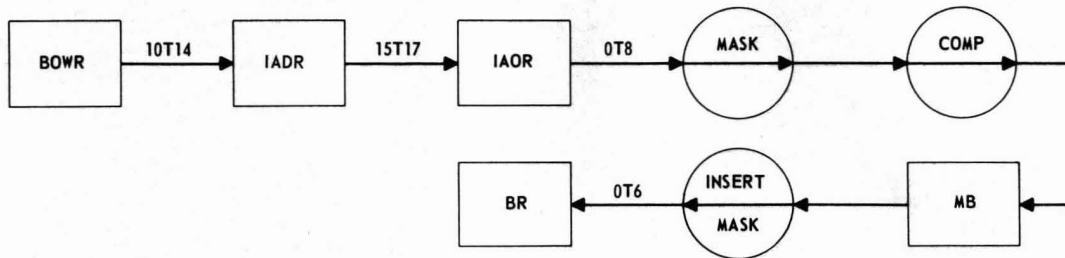 BOWR
10T14
IADR
15T17
IAOR
0T8
MASK
COMP
BR
0T6
INSERT
MASK
MB